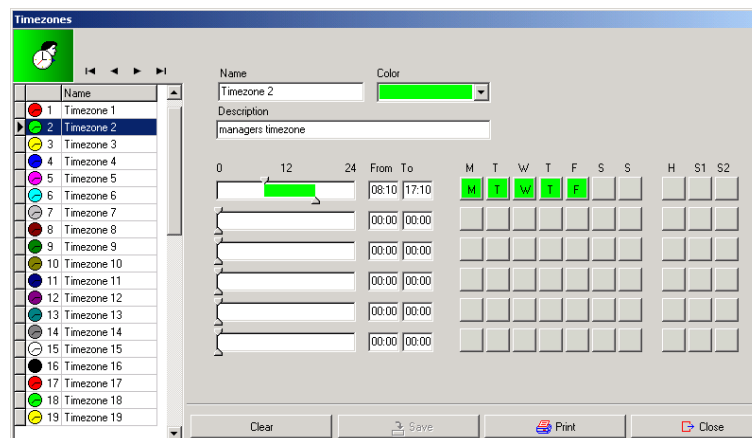 Timezones
Name
1 Timezone 1
2 Timezone 2
3 Timezone 3
4 Timezone 4
5 Timezone 5
6 Timezone 6
7 Timezone 7
8 Timezone 8
9 Timezone 9
10 Timezone 10
11 Timezone 11
12 Timezone 12
13 Timezone 13
14 Timezone 14
15 Timezone 15
16 Timezone 16
17 Timezone 17
18 Timezone 18
19 Timezone 19
Name Color
Timezone 2
Description
managers timezone
0 12 24 From To M T W T F S S H S1 S2
08:10 17:10 M T W T F
00:00 00:00
00:00 00:00
00:00 00:00
00:00 00:00
00:00 00:00
Clear Save Print Close